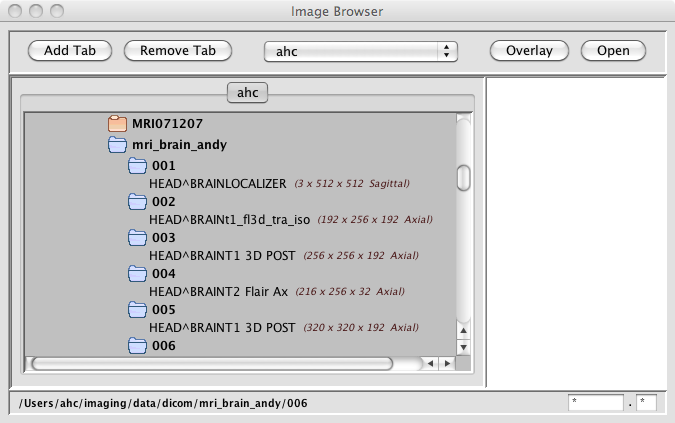 Image Browser
Add Tab Remove Tab ahc Overlay Open
ahc
MRI071207
mri_brain_andy
001
HEAD^BRAINLOCALIZER (3 x 512 x 512 Sagittal)
002
HEAD^BRAINt1_fl3d_tra_iso (192 x 256 x 192 Axial)
003
HEAD^BRAINT1 3D POST (256 x 256 x 192 Axial)
004
HEAD^BRAINT2 Flair Ax (216 x 256 x 32 Axial)
005
HEAD^BRAINT1 3D POST (320 x 320 x 192 Axial)
006
/Users/ahc/imaging/data/dicom/mri_brain_andy/006 * . *